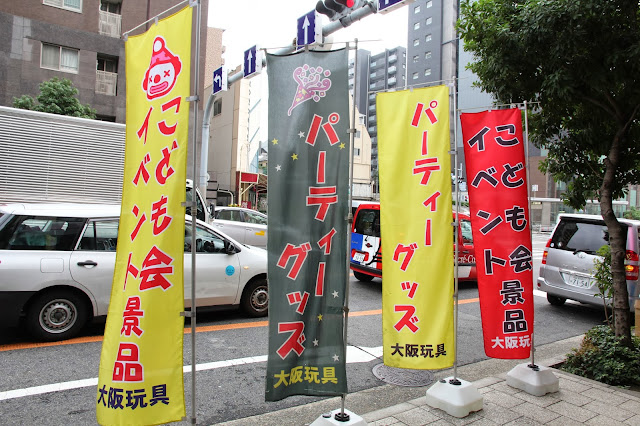 こども会
イベント景品
大阪玩具
パーティー
グッズ
大阪玩具
パーティー
グッズ
大阪玩具
こども会
イベント景品
大阪玩具